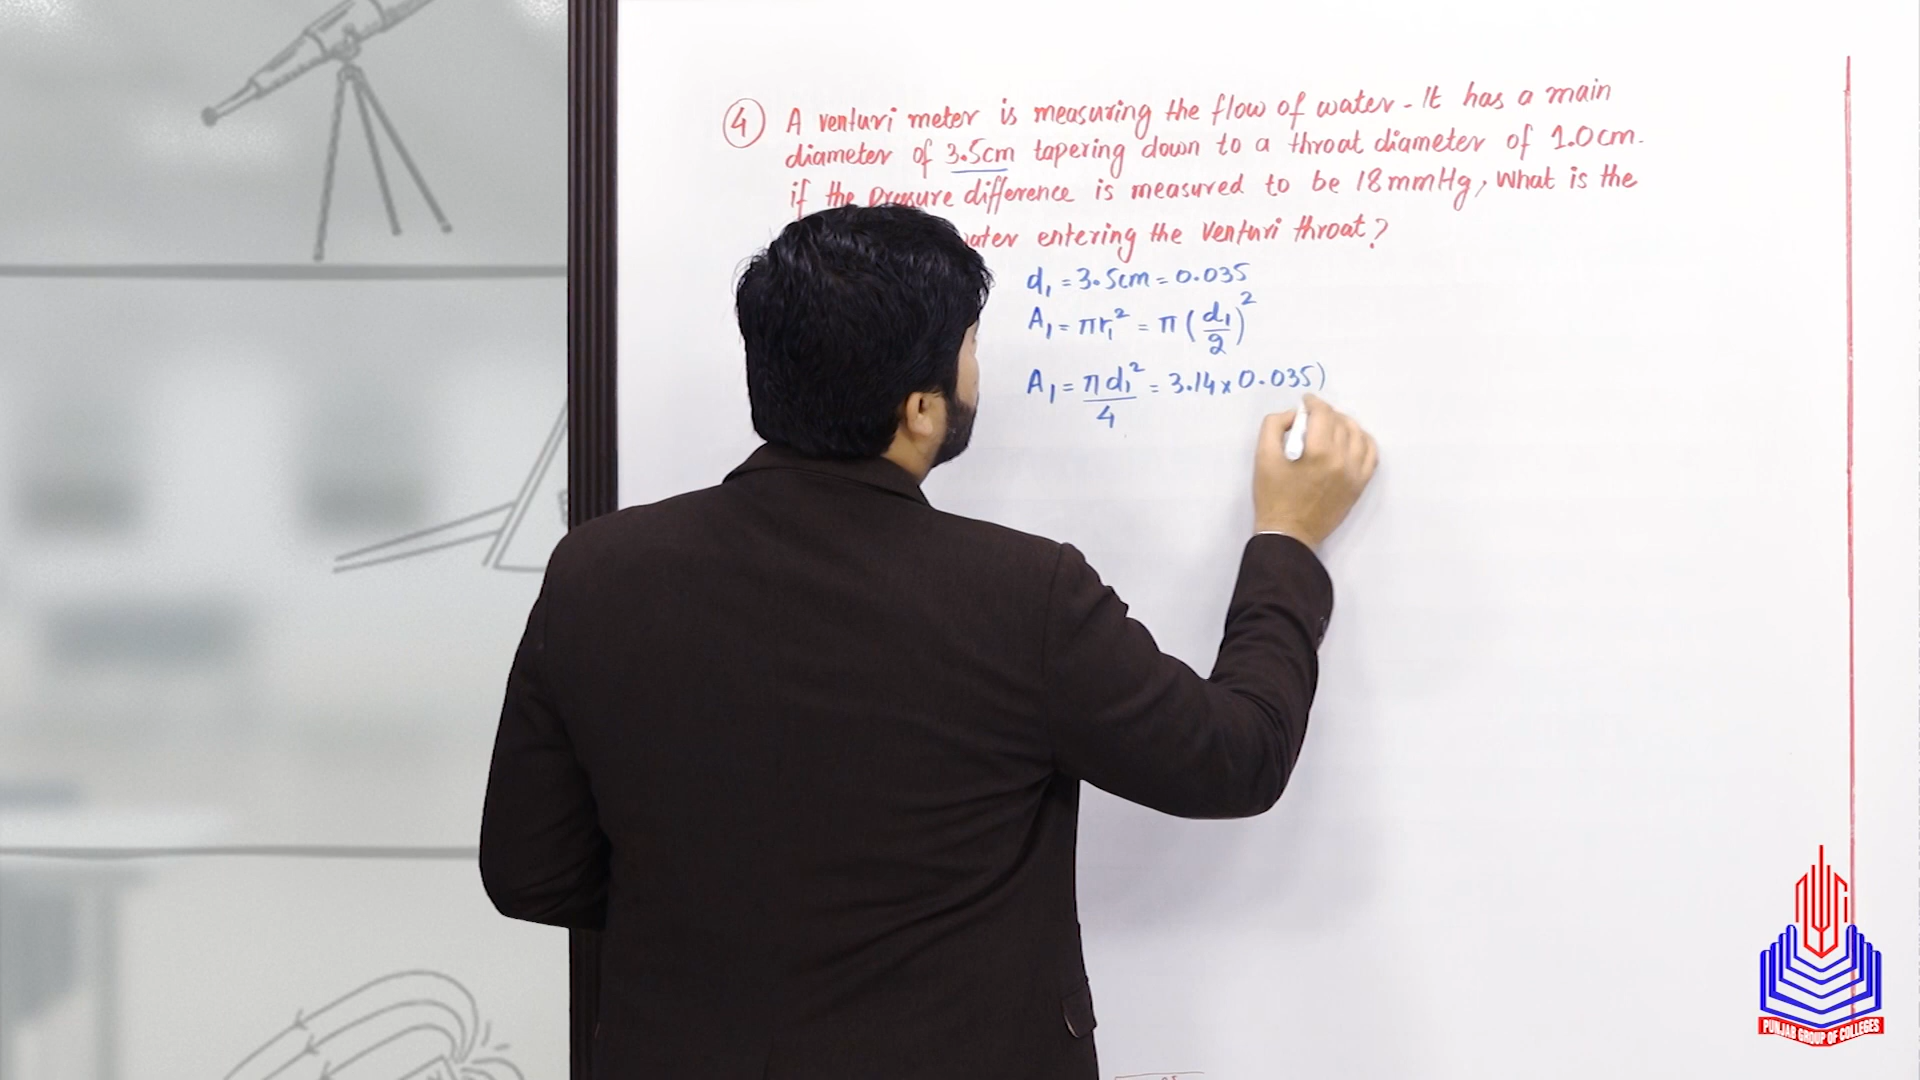 ④ A venturi meter is measuring the flow of water - It has a main
diameter of 3.5cm tapering down to a throat diameter of 1.0cm.
if the Pressure difference is measured to be 18mmHg, What is the
water entering the Venturi throat?
d₁ = 3.5cm = 0.035
A₁ = πr₁² = π(d₁/2)²
A₁ = πd₁²/4 = 3.14 x 0.035)
PUNJAB GROUP OF COLLEGES